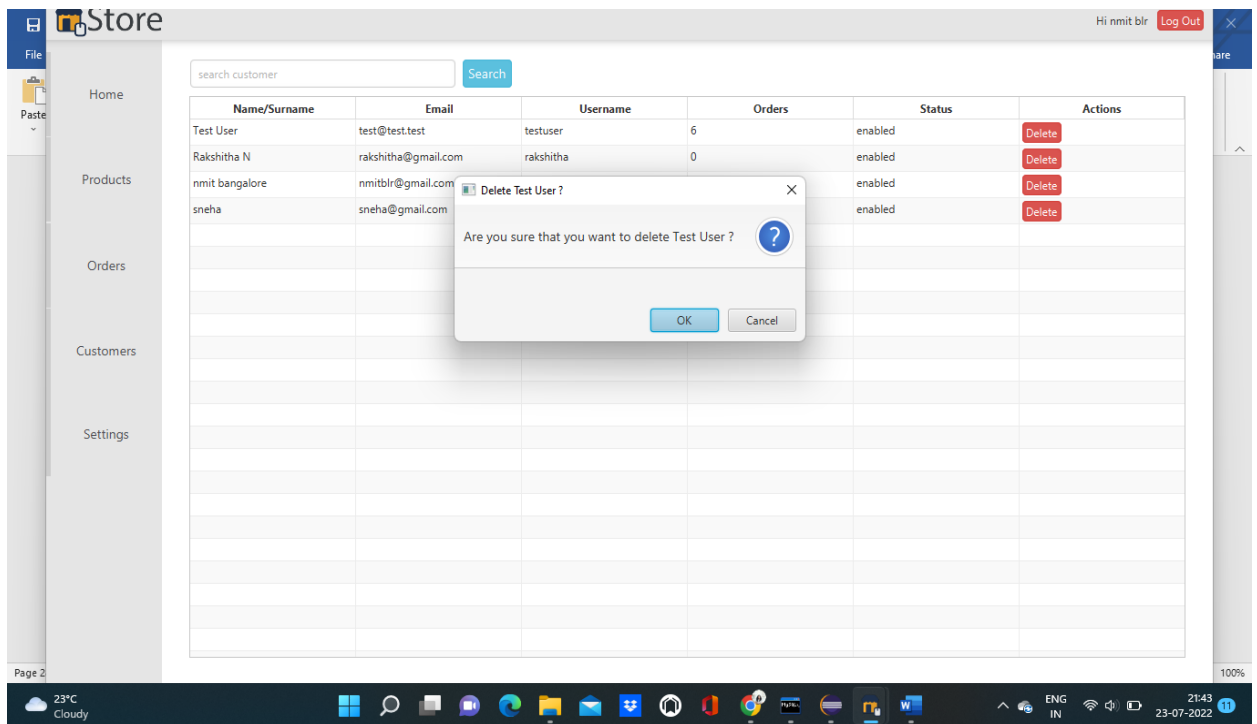 Store
Hi nmit blr Log Out
File
Paste
Home
Products
Orders
Customers
Settings
search customer Search
Name/Surname Email Username Orders Status Actions
Test User test@test.test testuser 6 enabled Delete
Rakshitha N rakshitha@gmail.com rakshitha 0 enabled Delete
nmit bangalore nmitblr@gmail.com enabled Delete
sneha sneha@gmail.com enabled Delete
Delete Test User ?
Are you sure that you want to delete Test User ?
OK Cancel
Page 2
100%
23°C
Cloudy
ENG
IN
21:43
23-07-2022
11